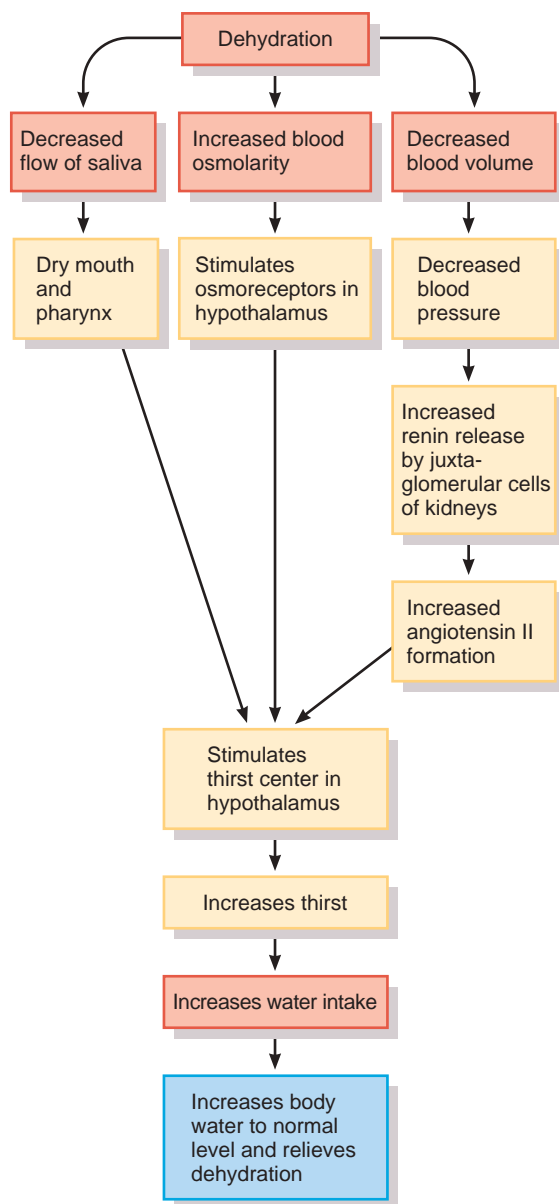 Dehydration
Decreased
flow of saliva
Increased blood
osmolarity
Decreased
blood volume
Dry mouth
and
pharynx
Stimulates
osmoreceptors in
hypothalamus
Decreased
blood
pressure
Increased
renin release
by juxta-
glomerular cells
of kidneys
Increased
angiotensin II
formation
Stimulates
thirst center in
hypothalamus
Increases thirst
Increases water intake
Increases body
water to normal
level and relieves
dehydration